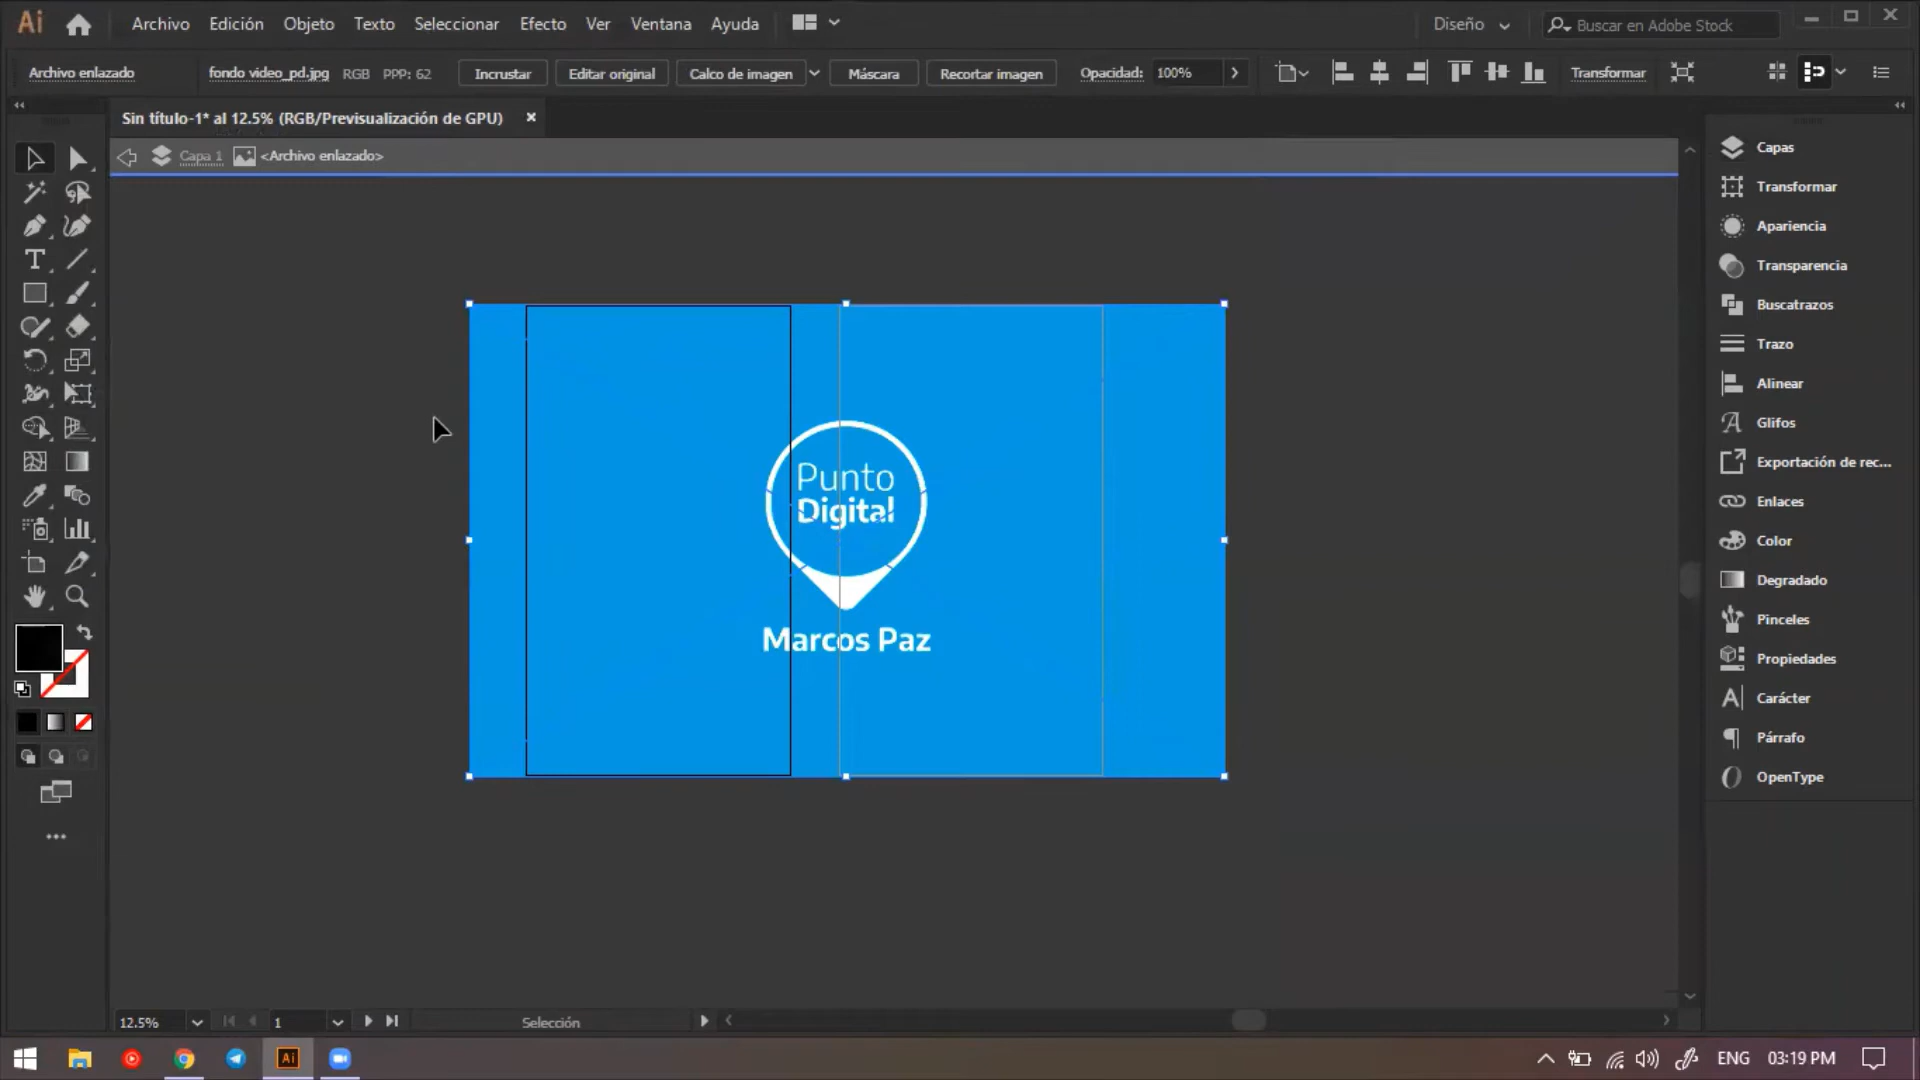 Ai Archivo Edición Objeto Texto Seleccionar Efecto Ver Ventana Ayuda Diseño Buscar en Adobe Stock
Archivo enlazado fondo video_pd.jpg RGB PPP: 62 Incrustar Editar original Calco de imagen Máscara Recortar imagen Opacidad: 100% Transformar
Sin título-1* al 12.5% (RGB/Previsualización de GPU)
Capa 1 <Archivo enlazado>
Capas
Transformar
Apariencia
Transparencia
Buscatrazos
Trazo
Alinear
Glifos
Exportación de rec...
Enlaces
Color
Degradado
Pinceles
Propiedades
Carácter
Párrafo
OpenType
Punto
Digital
Marcos Paz
12.5% 1 Selección
Ai ENG 03:19 PM